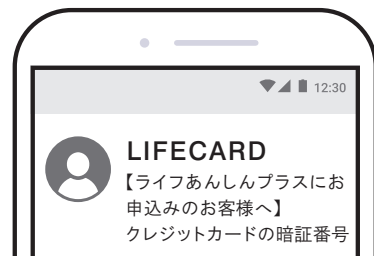 12:30
LIFECARD
【ライフあんしんプラスにお
申込みのお客様へ】
クレジットカードの暗証番号